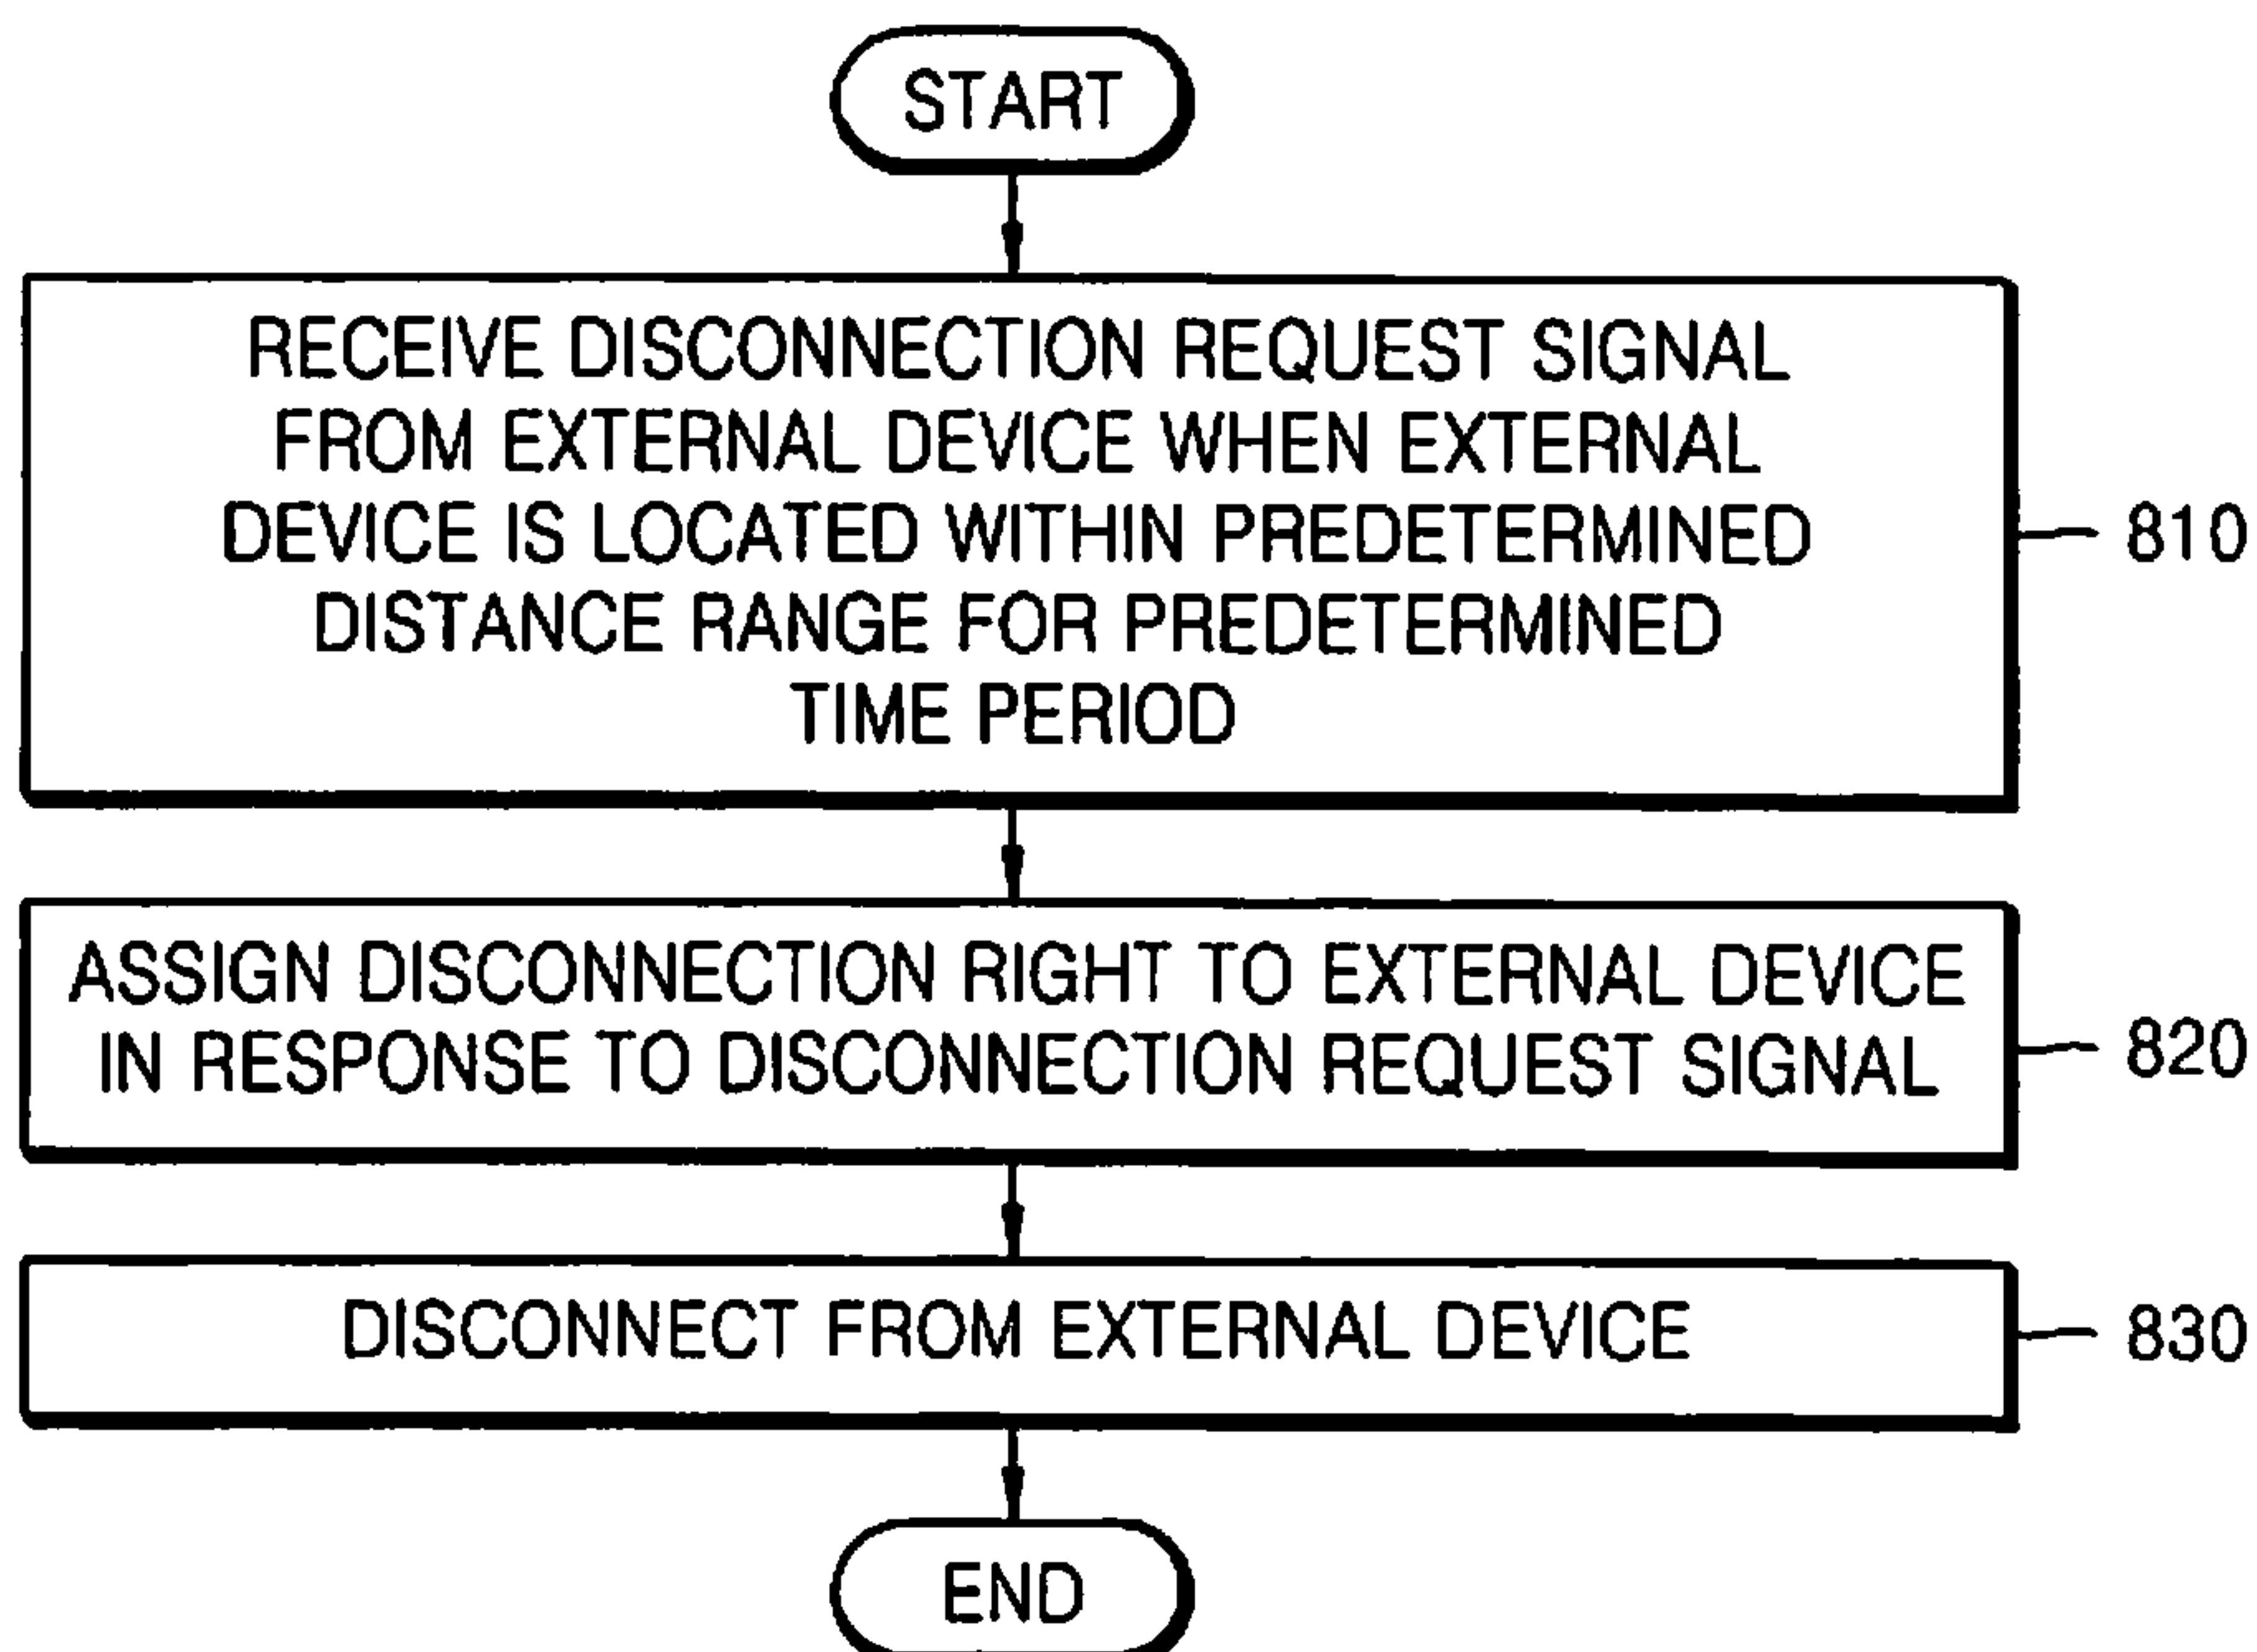 START
RECEIVE DISCONNECTION REQUEST SIGNAL
FROM EXTERNAL DEVICE WHEN EXTERNAL
DEVICE IS LOCATED WITHIN PREDETERMINED
DISTANCE RANGE FOR PREDETERMINED
TIME PERIOD
810
ASSIGN DISCONNECTION RIGHT TO EXTERNAL DEVICE
IN RESPONSE TO DISCONNECTION REQUEST SIGNAL
820
DISCONNECT FROM EXTERNAL DEVICE
830
END